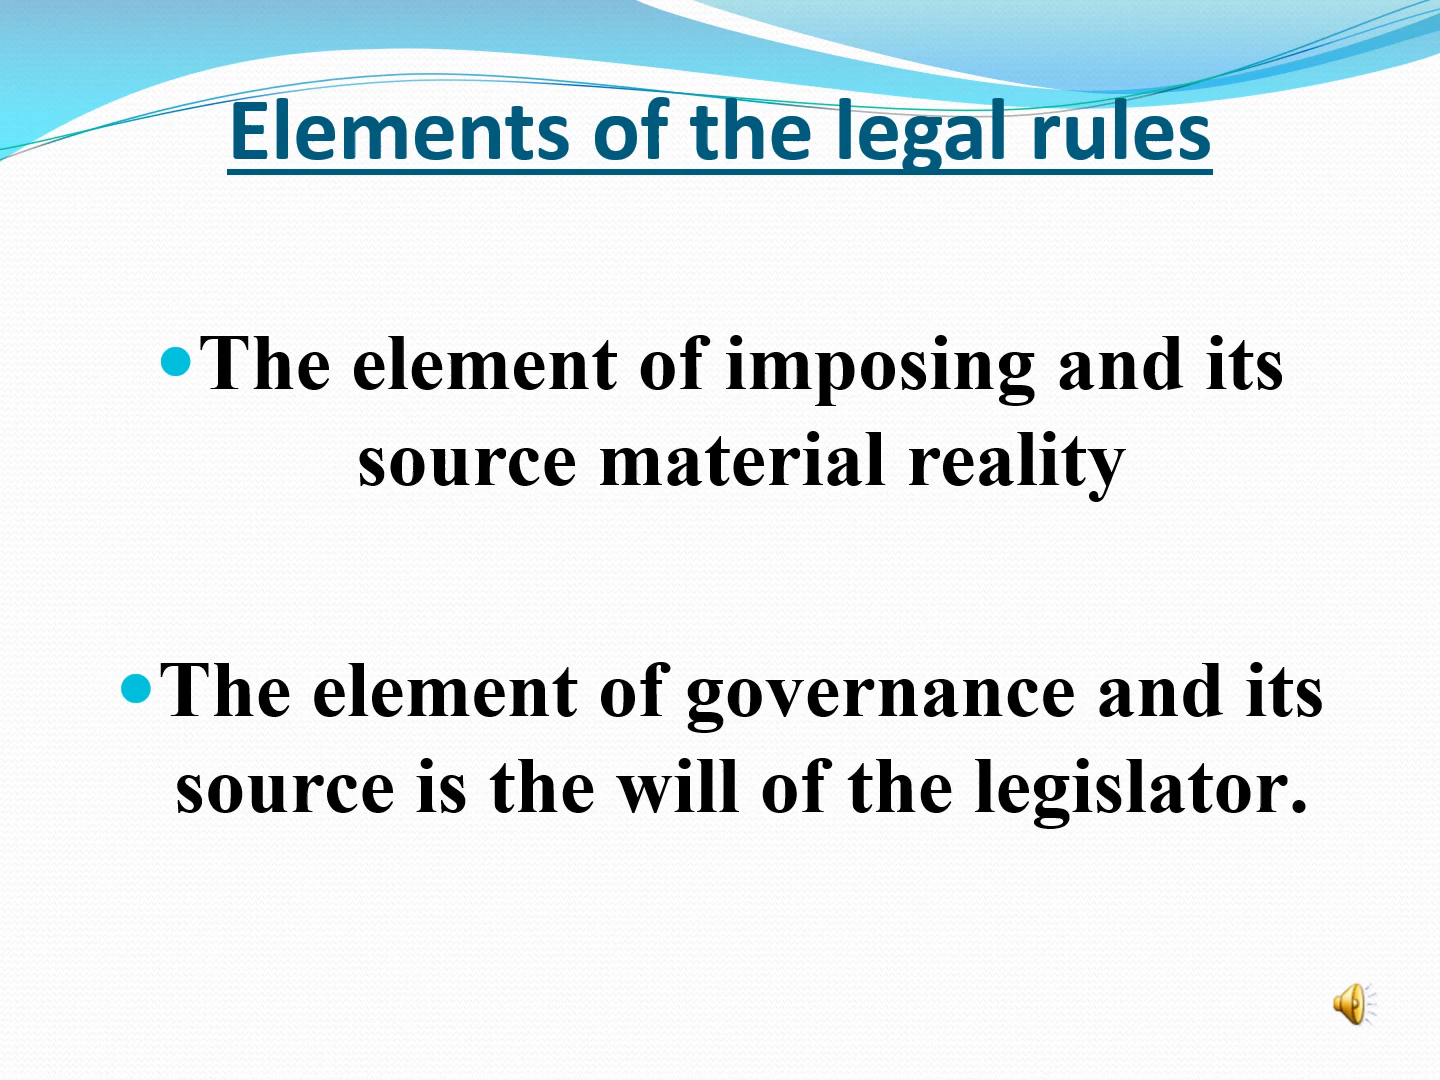 Elements of the legal rules
•The element of imposing and its
source material reality
•The element of governance and its
source is the will of the legislator.